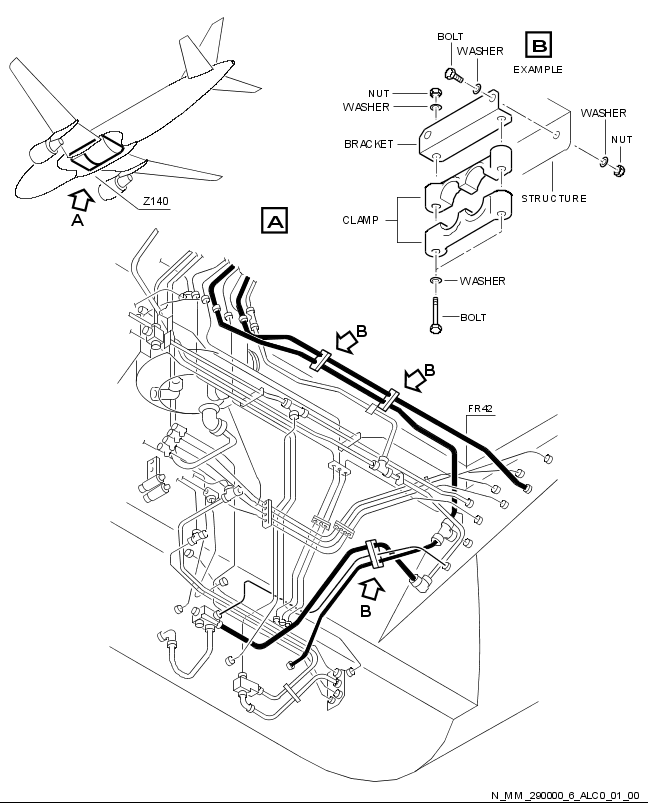 BOLT
B
WASHER
EXAMPLE
NUT
WASHER
WASHER
NUT
BRACKET
STRUCTURE
Z140
A
A
CLAMP
WASHER
BOLT
B
B
FR42
B
N_MM_290000_6_ALC0_01_00